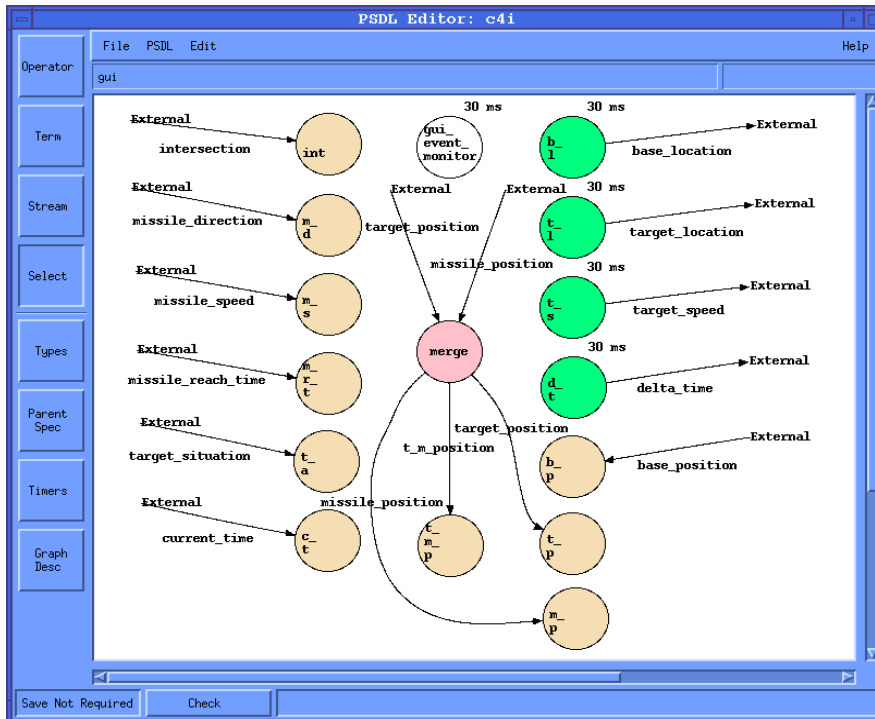 PSDL Editor: c4i
File PSDL Edit Help
gui
Operator
Term
Stream
Select
Types
Parent
Spec
Timers
Graph
Desc
External
intersection
int
External
missile_direction
m_
d
External
missile_speed
m_
s
External
missile_reach_time
m_
r_
t
External
target_situation
t_
a
External
current_time
c_
t
30 ms
gui_
event_
monitor
External
target_position
External
missile_position
merge
target_position
t_m_position
missile_position
t_
m_
p
30 ms
b_
l
External
base_location
30 ms
t_
l
External
target_location
30 ms
t_
s
External
target_speed
30 ms
d_
t
External
delta_time
b_
p
External
base_position
t_
p
m_
p
Save Not Required
Check